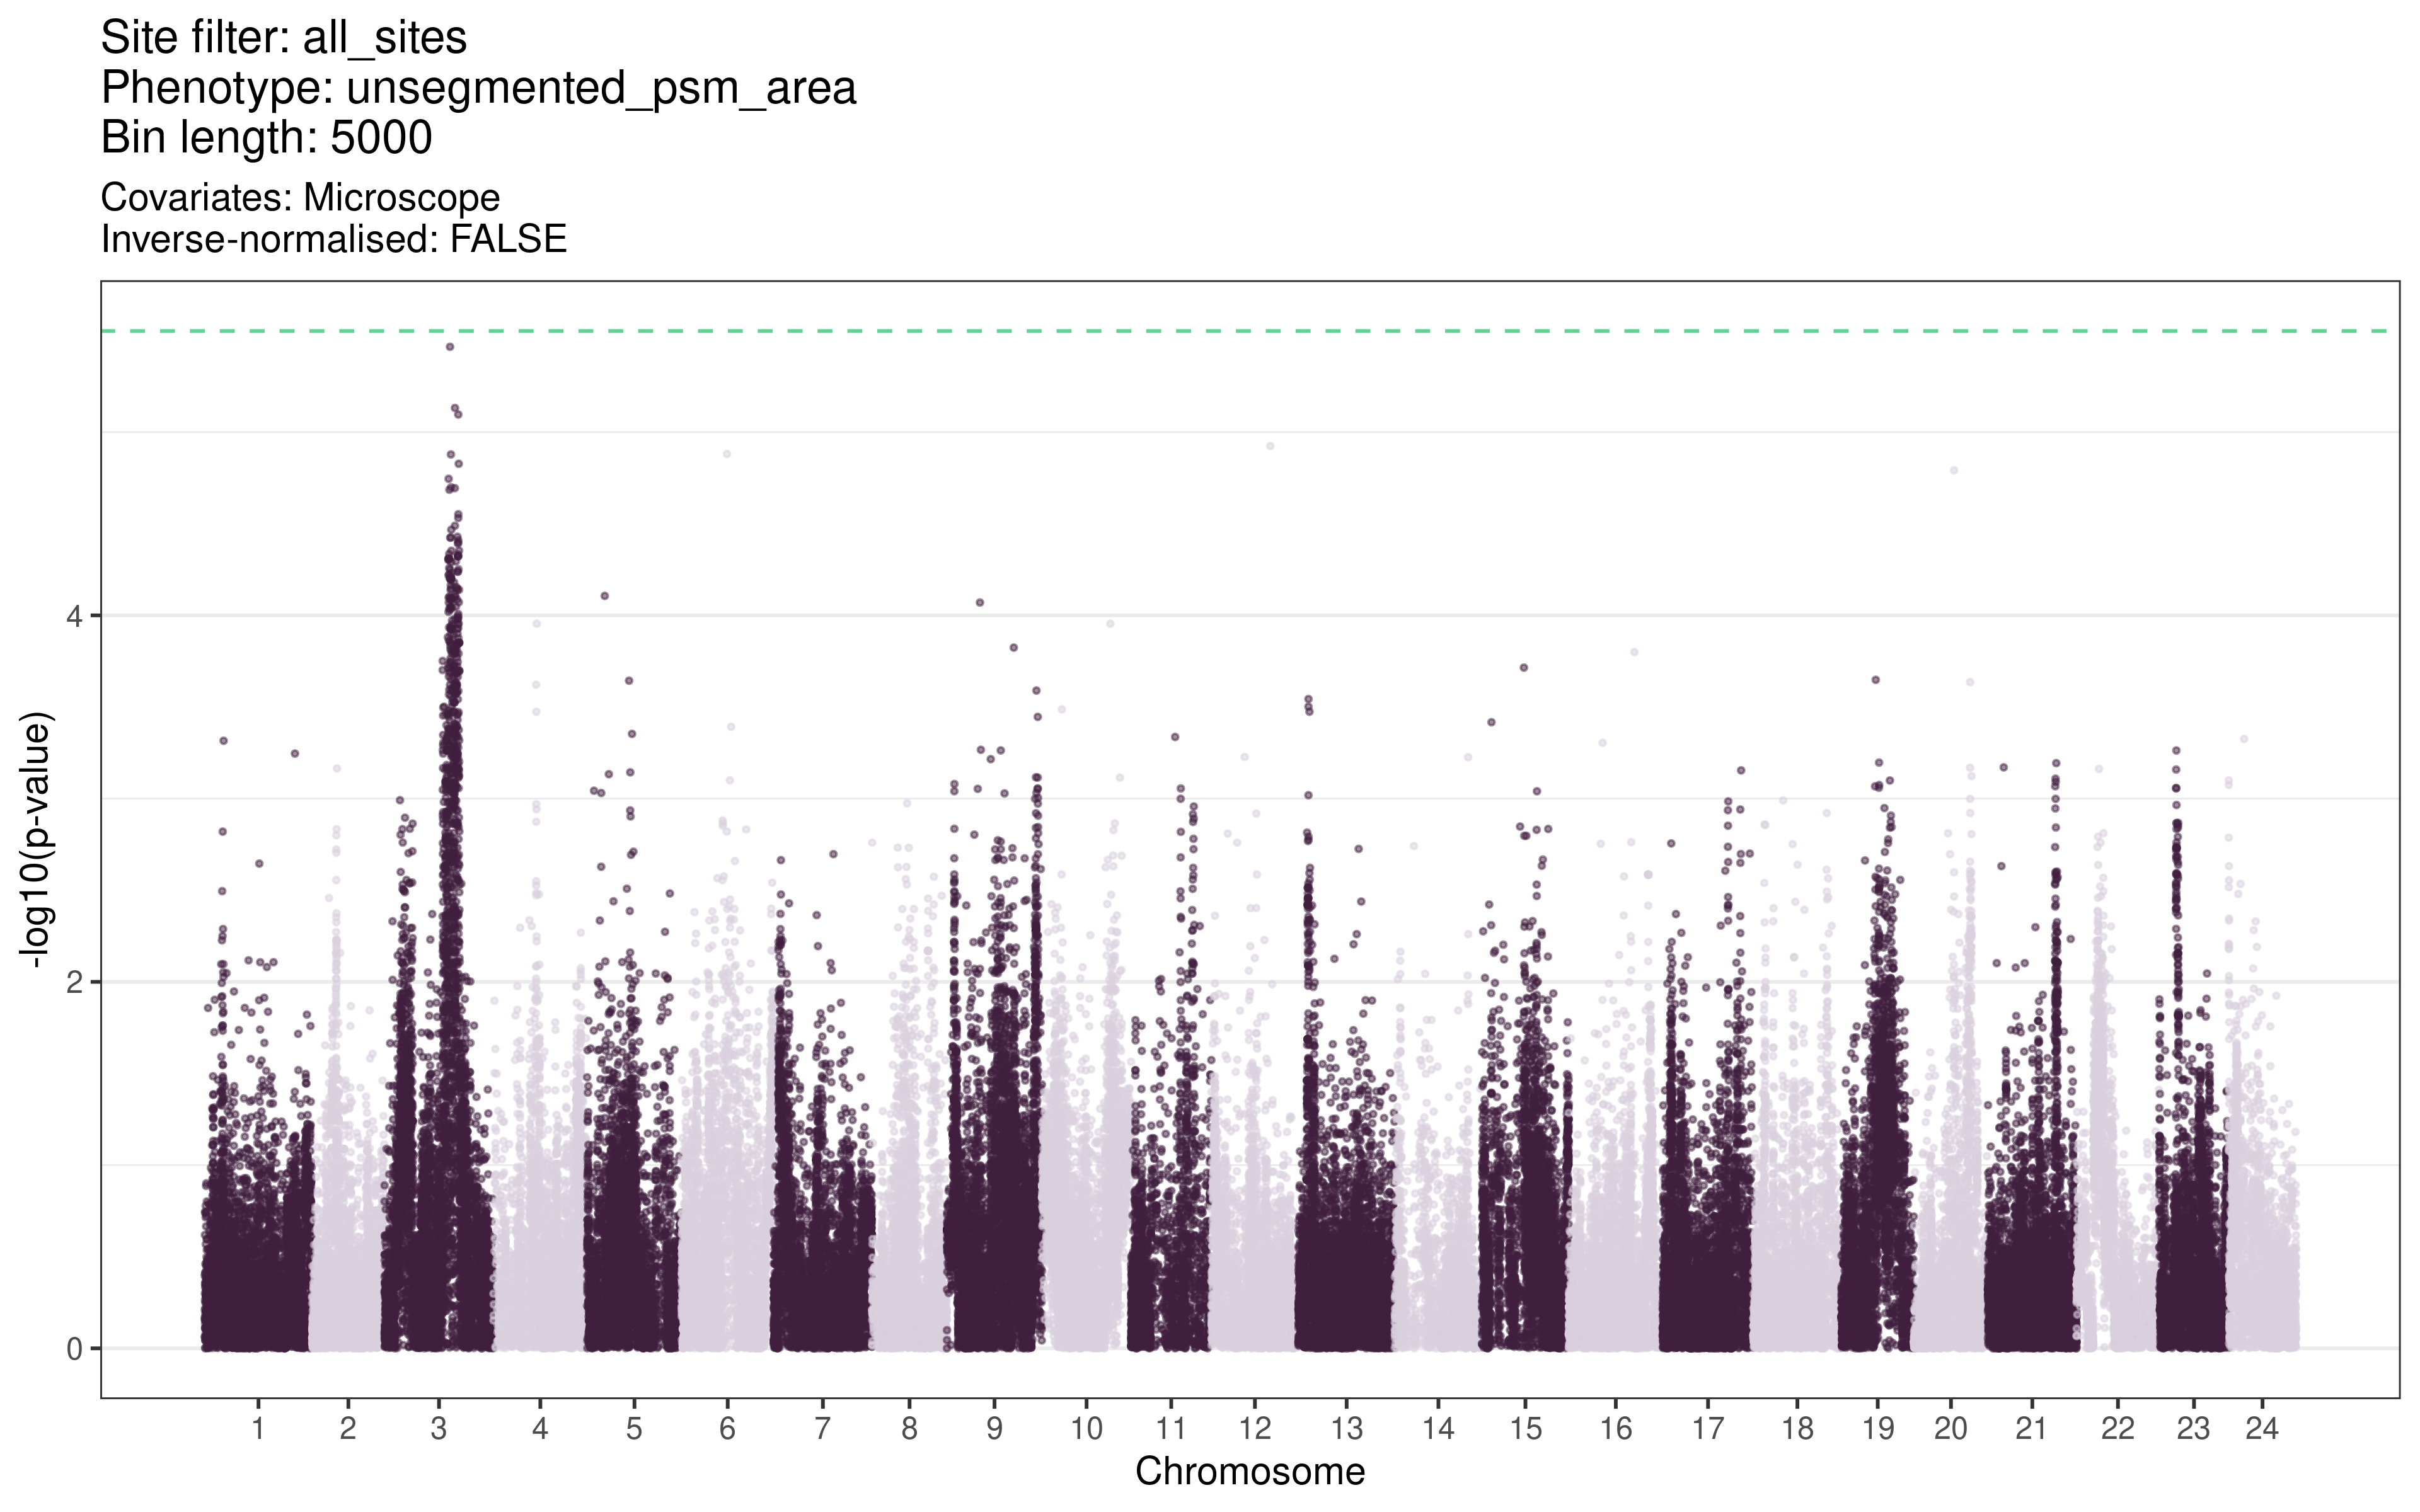 Site filter: all_sites
Phenotype: unsegmented_psm_area
Bin length: 5000
Covariates: Microscope
Inverse-normalised: FALSE
-log10(p-value)
4
2
0
1 2 3 4 5 6 7 8 9 10 11 12 13 14 15 16 17 18 19 20 21 22 23 24
Chromosome